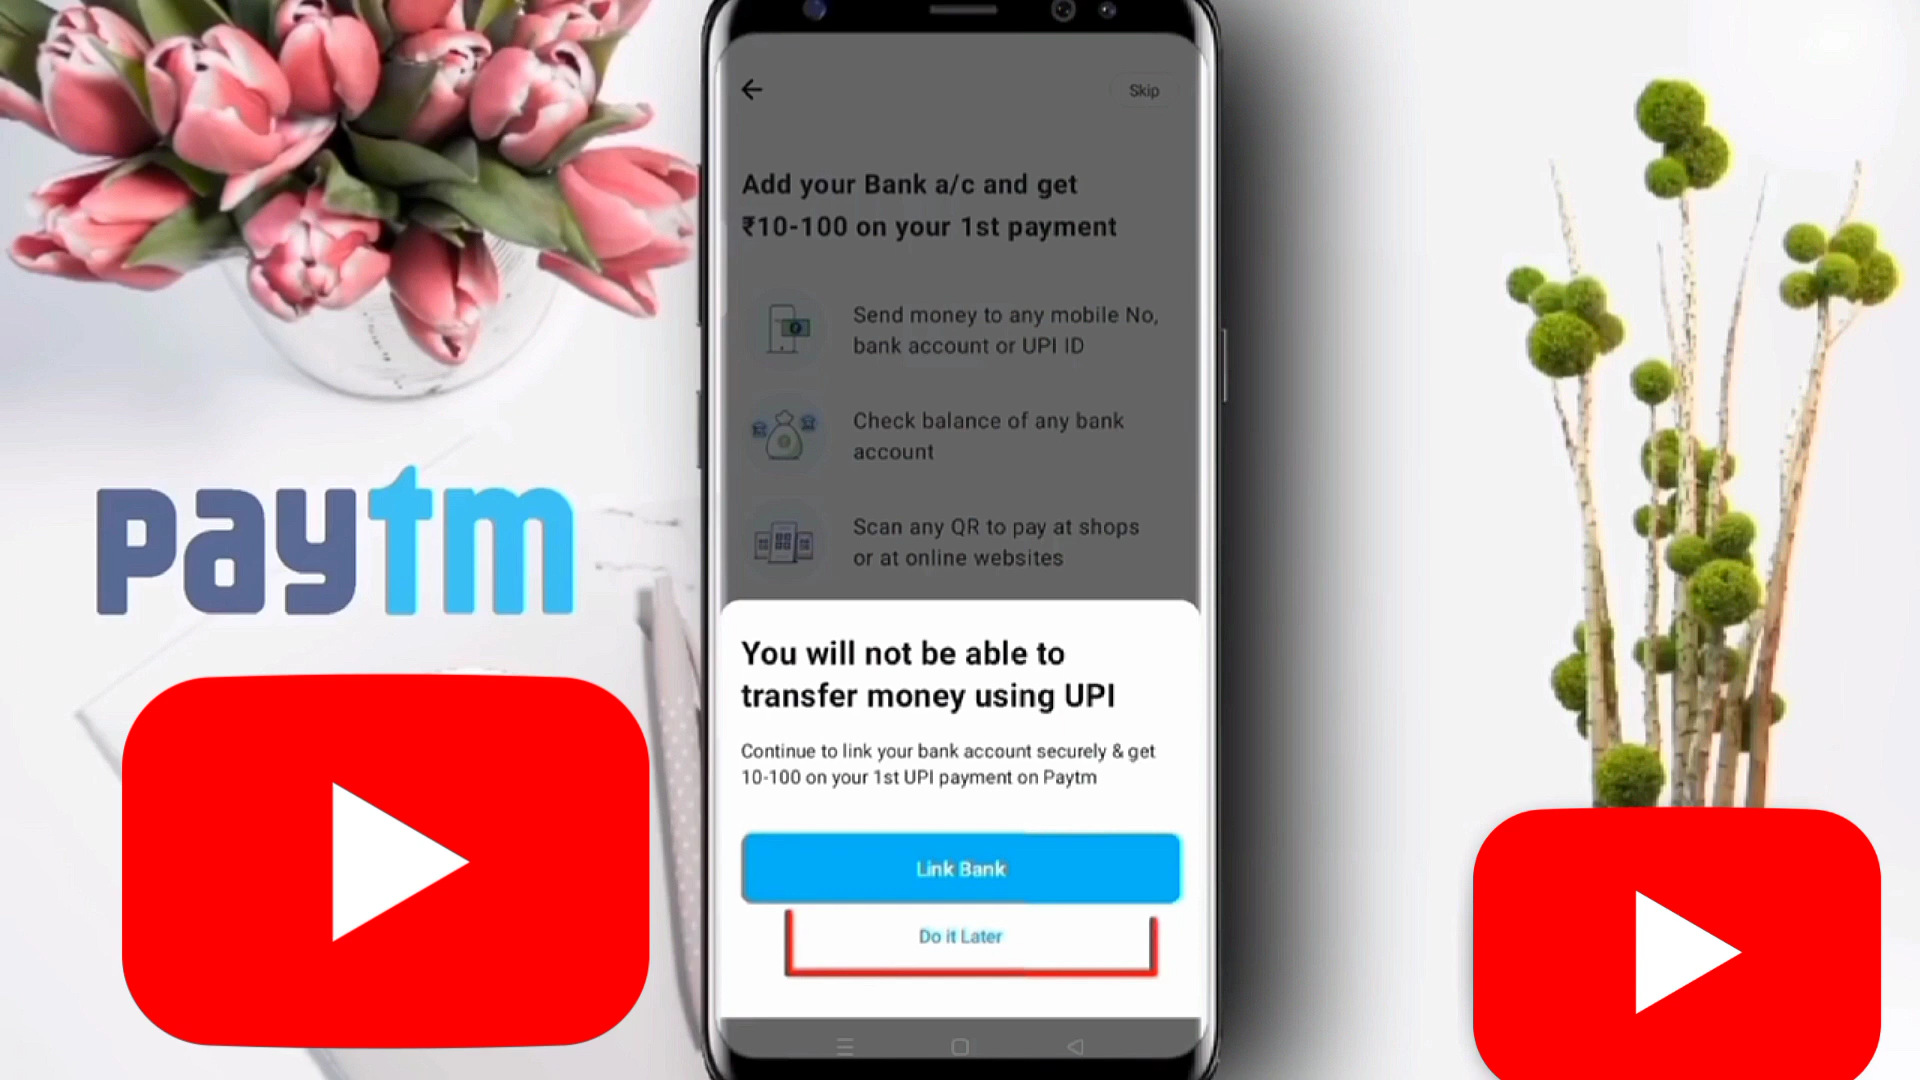 Skip
Add your Bank a/c and get
₹10-100 on your 1st payment
Send money to any mobile No,
bank account or UPI ID
Check balance of any bank
account
Scan any QR to pay at shops
or at online websites
paytm
You will not be able to
transfer money using UPI
Continue to link your bank account securely & get
10-100 on your 1st UPI payment on Paytm
Link Bank
Do it Later